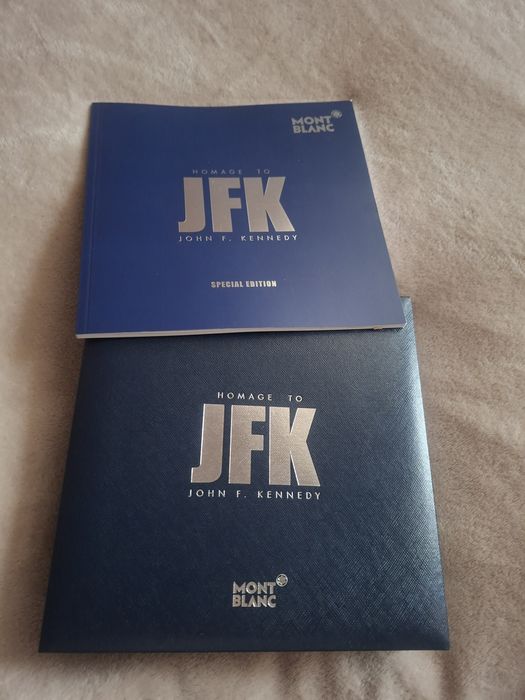 MONT
BLANC
HOMAGE TO
JFK
JOHN F. KENNEDY
SPECIAL EDITION
HOMAGE TO
JFK
JOHN F. KENNEDY
MONT
BLANC